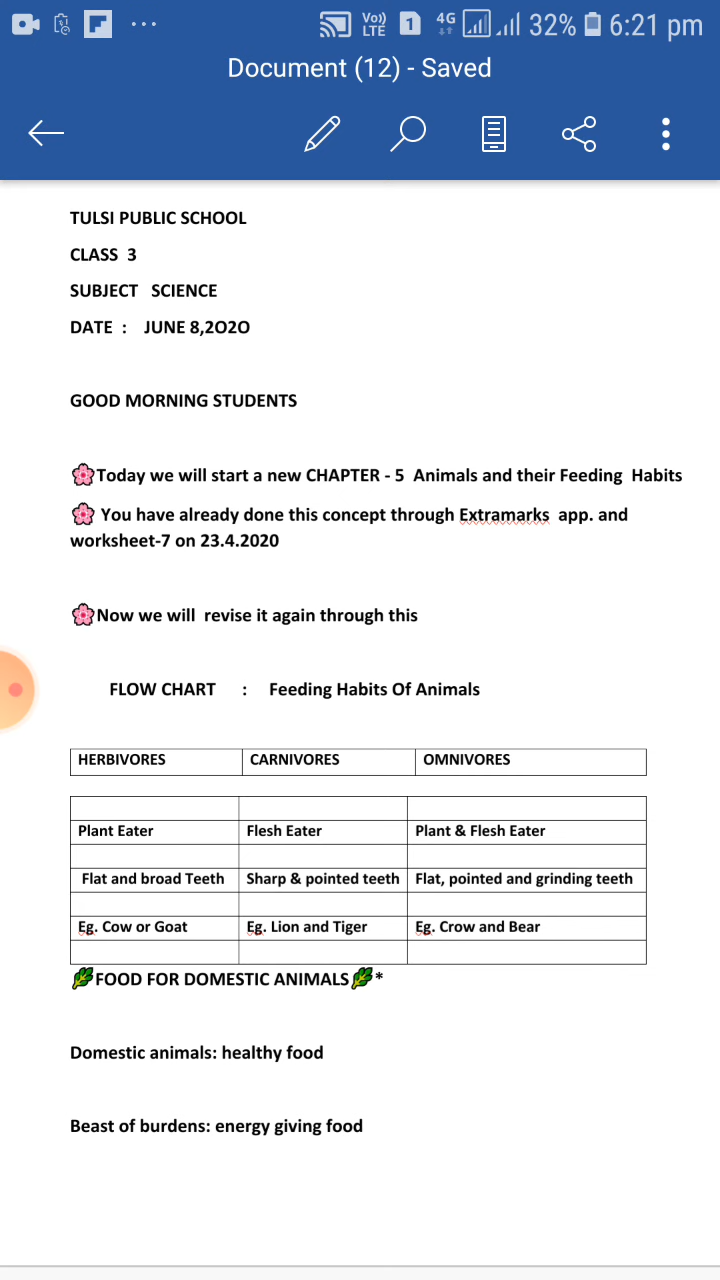 Vo))
LTE 1 4G 32% 6:21 pm
Document (12) - Saved
TULSI PUBLIC SCHOOL
CLASS 3
SUBJECT SCIENCE
DATE : JUNE 8,2O2O
GOOD MORNING STUDENTS
🌸Today we will start a new CHAPTER - 5 Animals and their Feeding Habits
🌸 You have already done this concept through Extramarks app. and
worksheet-7 on 23.4.2020
🌸Now we will revise it again through this
FLOW CHART : Feeding Habits Of Animals
HERBIVORES CARNIVORES OMNIVORES
Plant Eater Flesh Eater Plant & Flesh Eater
Flat and broad Teeth Sharp & pointed teeth Flat, pointed and grinding teeth
Eg. Cow or Goat Eg. Lion and Tiger Eg. Crow and Bear
🌿FOOD FOR DOMESTIC ANIMALS🌿*
Domestic animals: healthy food
Beast of burdens: energy giving food